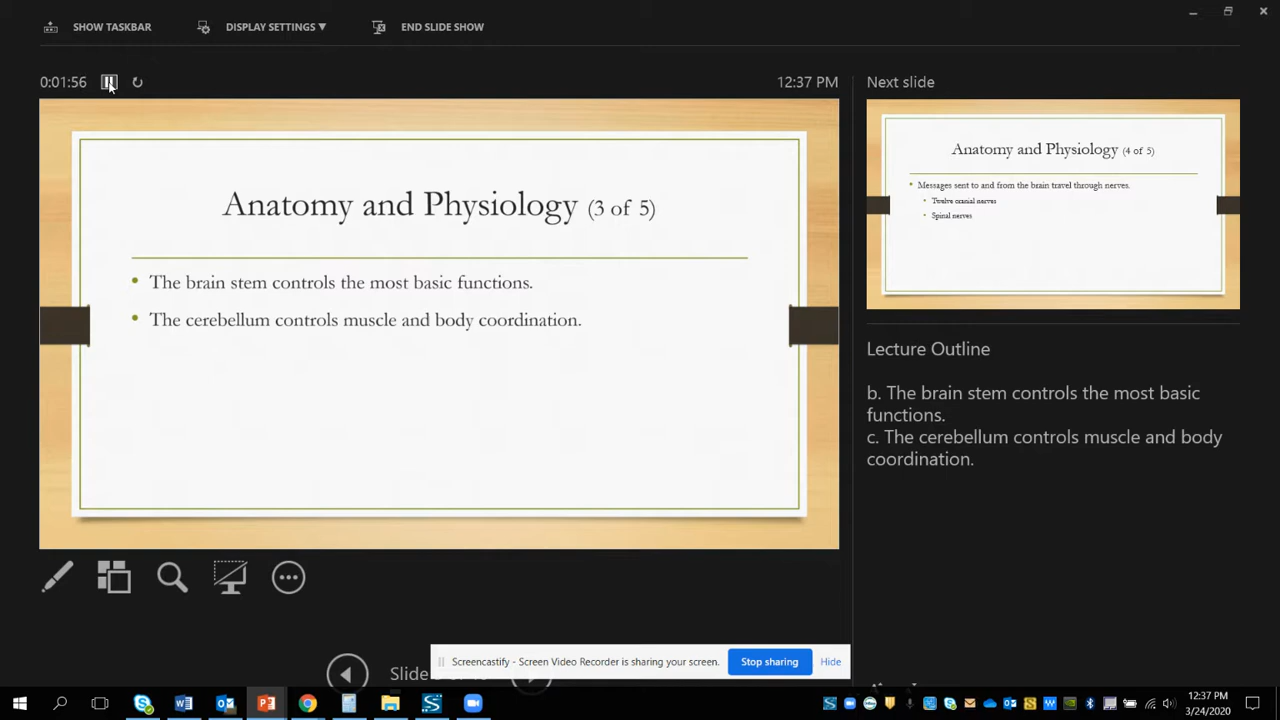 SHOW TASKBAR
DISPLAY SETTINGS ▼
END SLIDE SHOW
0:01:56
12:37 PM
Next slide
Anatomy and Physiology (3 of 5)
• The brain stem controls the most basic functions.
• The cerebellum controls muscle and body coordination.
Anatomy and Physiology (4 of 5)
• Messages sent to and from the brain travel through nerves.
• Twelve cranial nerves
• Spinal nerves
Lecture Outline
b. The brain stem controls the most basic
functions.
c. The cerebellum controls muscle and body
coordination.
Slide
Screencastify - Screen Video Recorder is sharing your screen.
Stop sharing
Hide
12:37 PM
3/24/2020